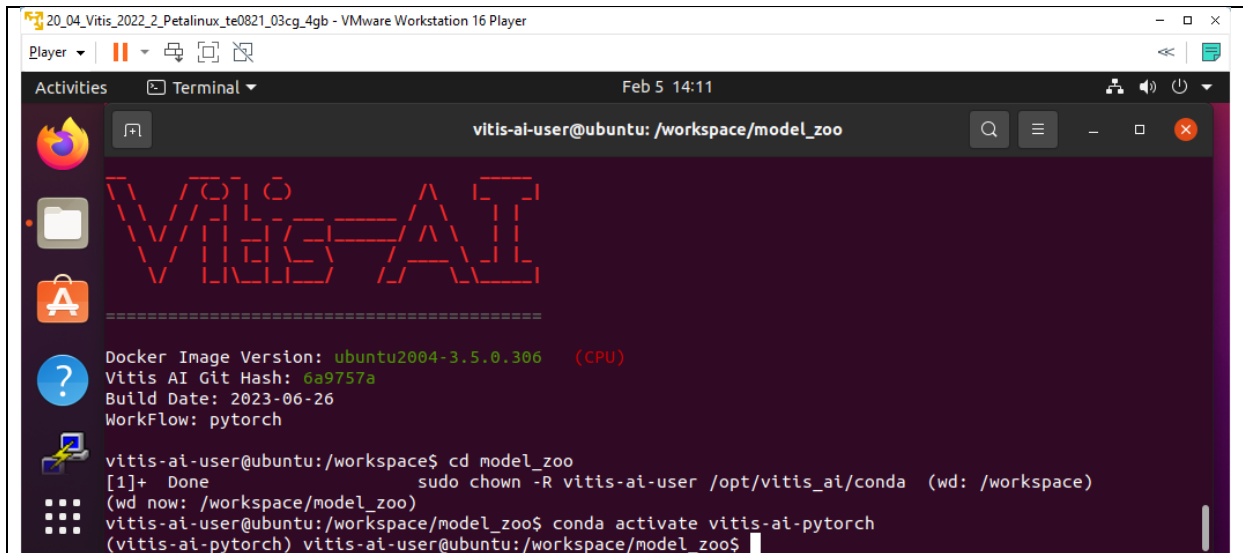 20_04_Vitis_2022_2_Petalinux_te0821_03cg_4gb - VMware Workstation 16 Player
Player
Activities Terminal Feb 5 14:11
vitis-ai-user@ubuntu: /workspace/model_zoo
Vitis-AI
==========================================
Docker Image Version: ubuntu2004-3.5.0.306 (CPU)
Vitis AI Git Hash: 6a9757a
Build Date: 2023-06-26
WorkFlow: pytorch
vitis-ai-user@ubuntu:/workspace$ cd model_zoo
[1]+ Done sudo chown -R vitis-ai-user /opt/vitis_ai/conda (wd: /workspace)
(wd now: /workspace/model_zoo)
vitis-ai-user@ubuntu:/workspace/model_zoo$ conda activate vitis-ai-pytorch
(vitis-ai-pytorch) vitis-ai-user@ubuntu:/workspace/model_zoo$